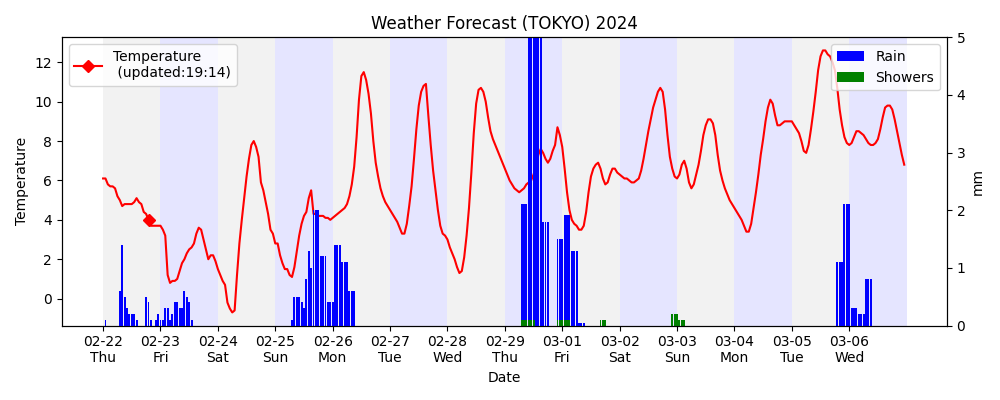 Weather Forecast (TOKYO) 2024
Temperature
(updated:19:14)
Rain
Showers
Temperature
12
10
8
6
4
2
0
5
4
3
2
1
0
mm
02-22 02-23 02-24 02-25 02-26 02-27 02-28 02-29 03-01 03-02 03-03 03-04 03-05 03-06
Thu Fri Sat Sun Mon Tue Wed Thu Fri Sat Sun Mon Tue Wed
Date